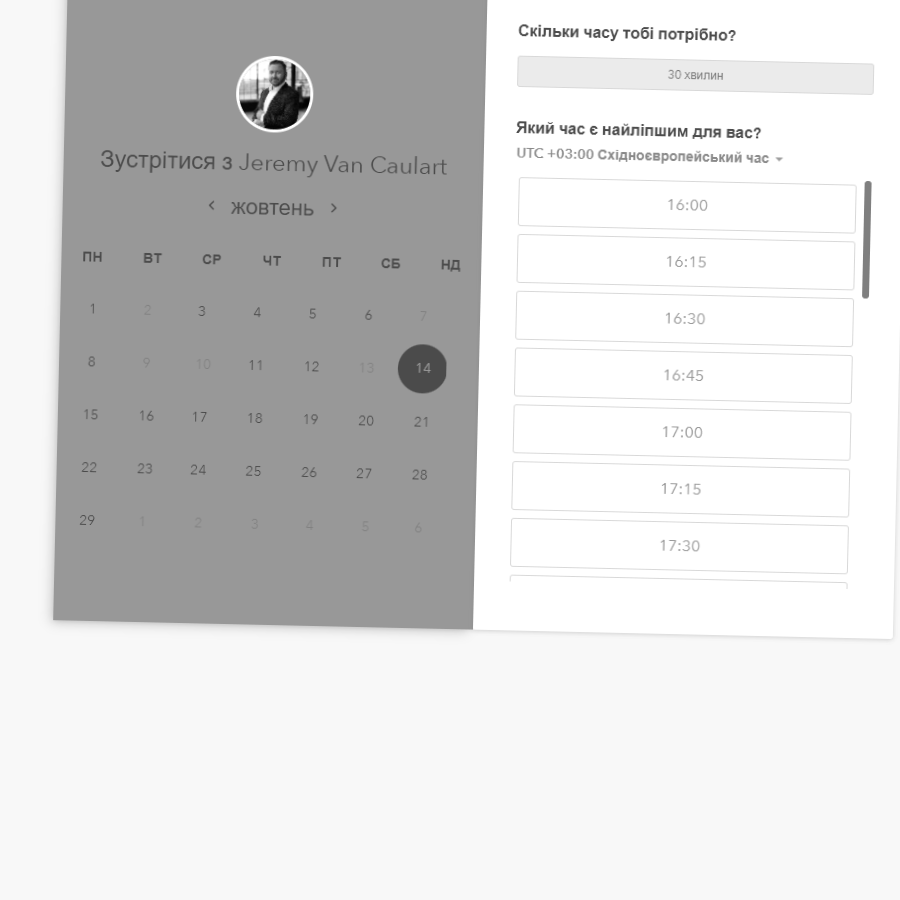 Зустрітися з Jeremy Van Caulart
жовтень
ПН ВТ СР ЧТ ПТ СБ НД
1 2 3 4 5 6 7
8 9 10 11 12 13 14
15 16 17 18 19 20 21
22 23 24 25 26 27 28
29 1 2 3 4 5 6
Скільки часу тобі потрібно?
30 хвилин
Який час є найліпшим для вас?
UTC +03:00 Східноєвропейський час
16:00
16:15
16:30
16:45
17:00
17:15
17:30